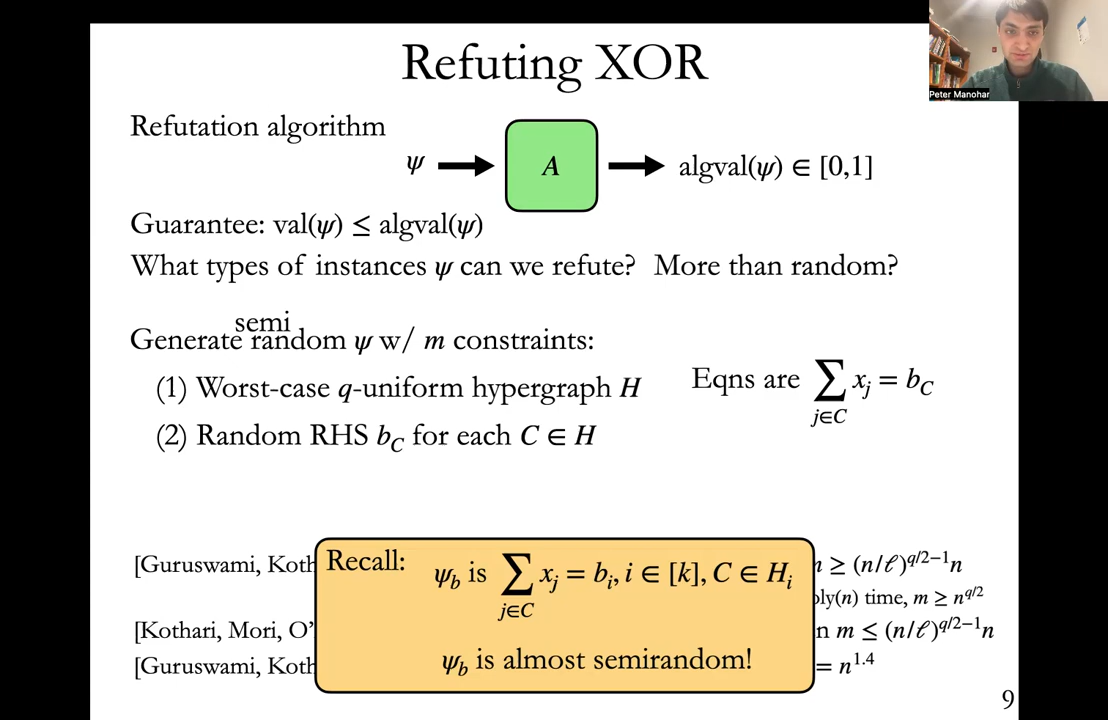 Refuting XOR
Peter Manohar
Refutation algorithm
ψ A algval(ψ) ∈ [0,1]
Guarantee: val(ψ) ≤ algval(ψ)
What types of instances ψ can we refute? More than random?
semi
Generate random ψ w/ m constraints:
(1) Worst-case q-uniform hypergraph H
Eqns are ∑_{j∈C} x_j = b_C
(2) Random RHS b_C for each C ∈ H
[Guruswami, Koth
≥ (n/ℓ)^{q/2−1}n
time, m ≥ n^{q/2}
[Kothari, Mori, O'
m ≤ (n/ℓ)^{q/2−1}n
[Guruswami, Koth
= n^{1.4}
Recall: ψ_b is ∑_{j∈C} x_j = b_i, i ∈ [k], C ∈ H_i
ψ_b is almost semirandom!
9